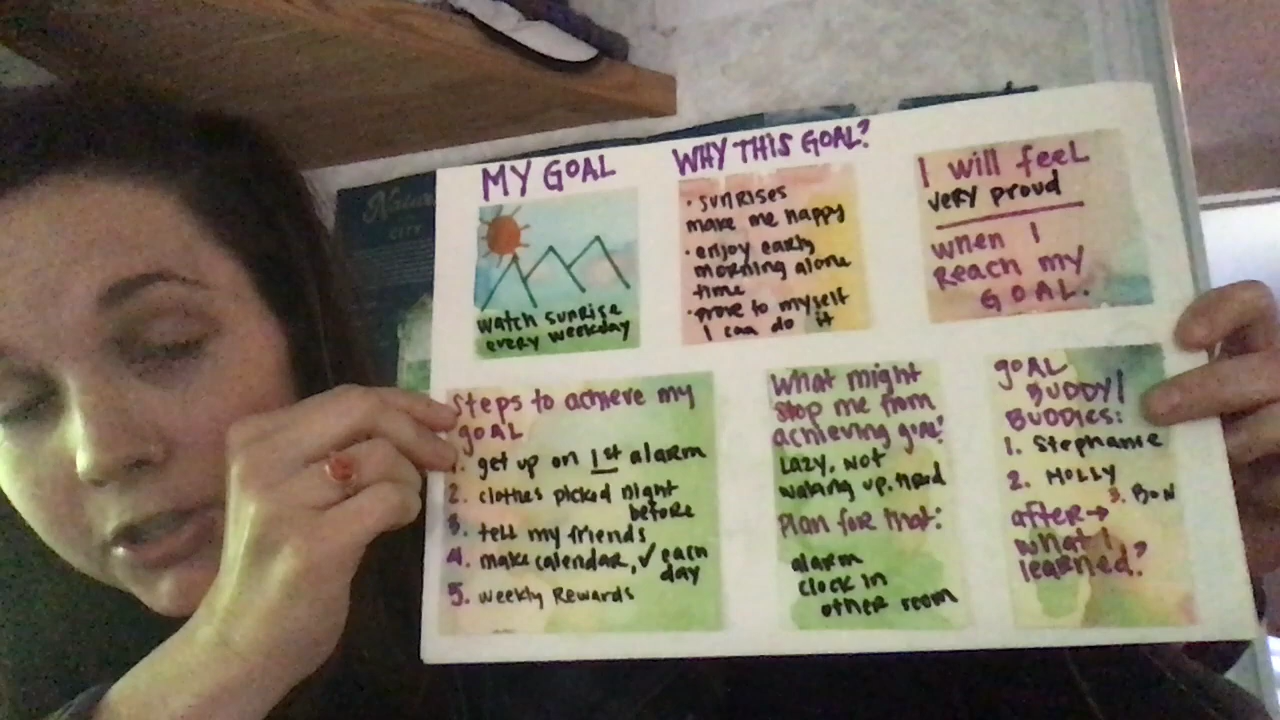 MY GOAL
watch sunrise
every weekday
WHY THIS GOAL?
• sunrises
make me happy
• enjoy early
morning alone
time
• prove to myself
I can do it
I will feel
very proud
when I
reach my
GOAL.
Steps to achieve my
goal
1. get up on 1st alarm
2. clothes picked night
before
3. tell my friends
4. make calendar, ✓ each
day
5. weekly Rewards
What might
stop me from
achieving goal?
Lazy, not
waking up,
Plan for that:
alarm
clock in
other room
goal
BUDDY/
BUDDIES:
1. Stephanie
2. HOLLY
3.
after →
what I
learned?
CITY